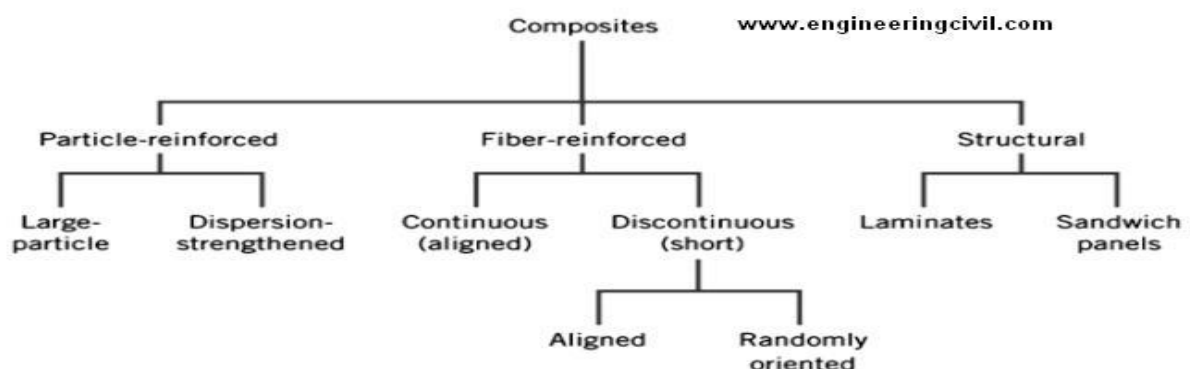 Composites
www.engineeringcivil.com
Particle-reinforced
Fiber-reinforced
Structural
Large-
particle
Dispersion-
strengthened
Continuous
(aligned)
Discontinuous
(short)
Laminates
Sandwich
panels
Aligned
Randomly
oriented